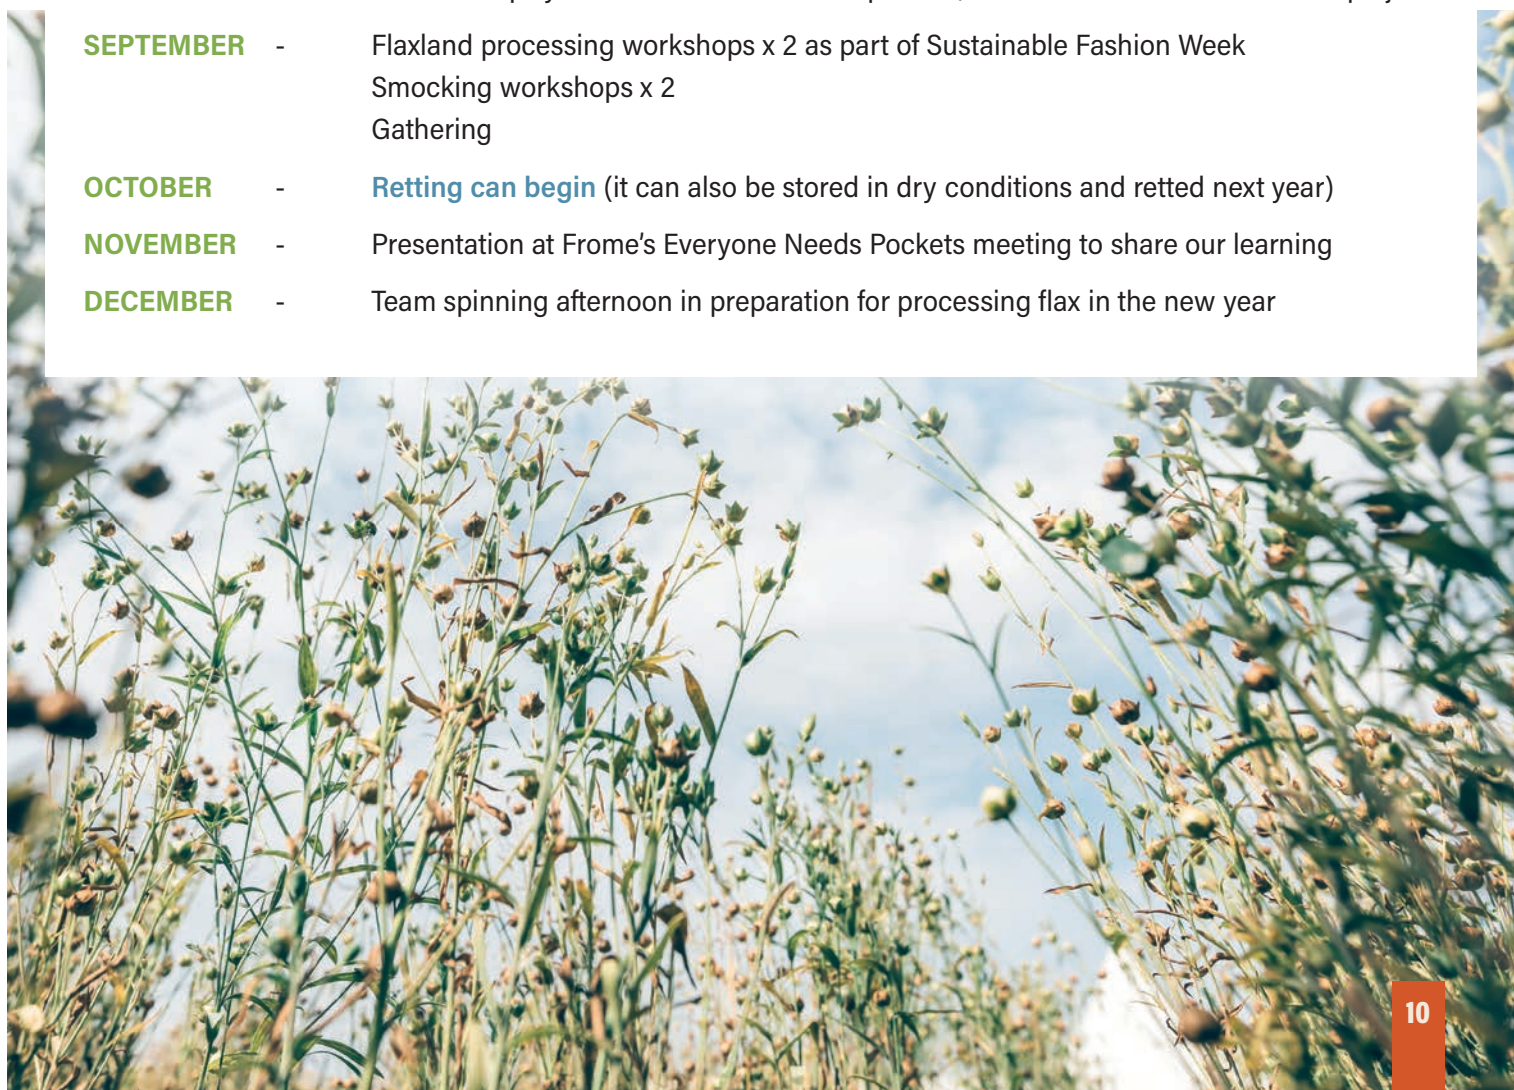 SEPTEMBER - Flaxland processing workshops x 2 as part of Sustainable Fashion Week
Smocking workshops x 2
Gathering
OCTOBER - Retting can begin (it can also be stored in dry conditions and retted next year)
NOVEMBER - Presentation at Frome’s Everyone Needs Pockets meeting to share our learning
DECEMBER - Team spinning afternoon in preparation for processing flax in the new year
10